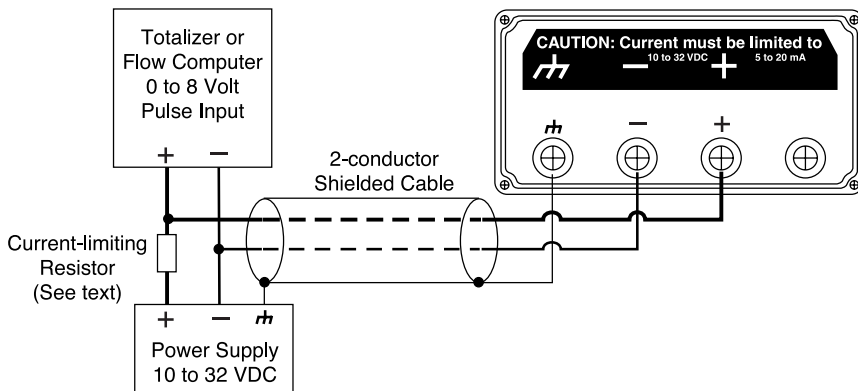 Totalizer or
Flow Computer
0 to 8 Volt
Pulse Input
+ −
CAUTION: Current must be limited to
− 10 to 32 VDC + 5 to 20 mA
− +
2-conductor
Shielded Cable
Current-limiting
Resistor
(See text)
+ −
Power Supply
10 to 32 VDC